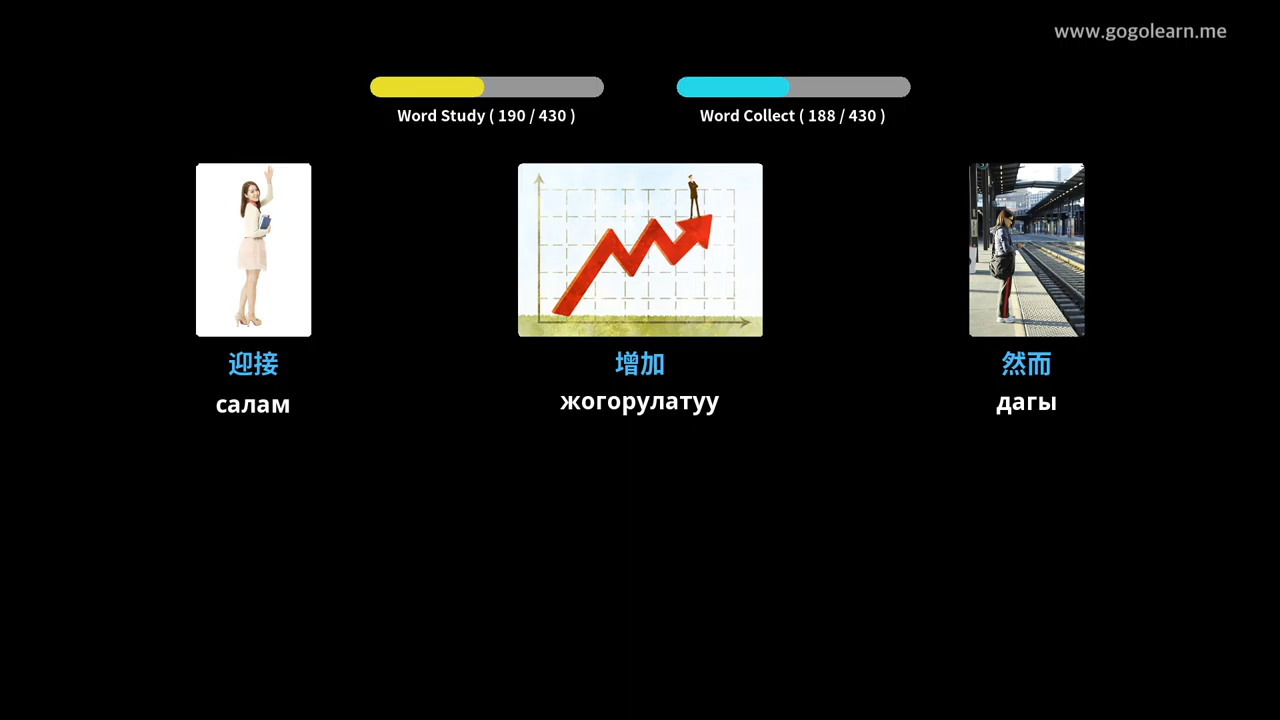 www.gogolearn.me
Word Study ( 190 / 430 )
Word Collect ( 188 / 430 )
迎接
增加
然而
салам
жогорулатуу
дагы